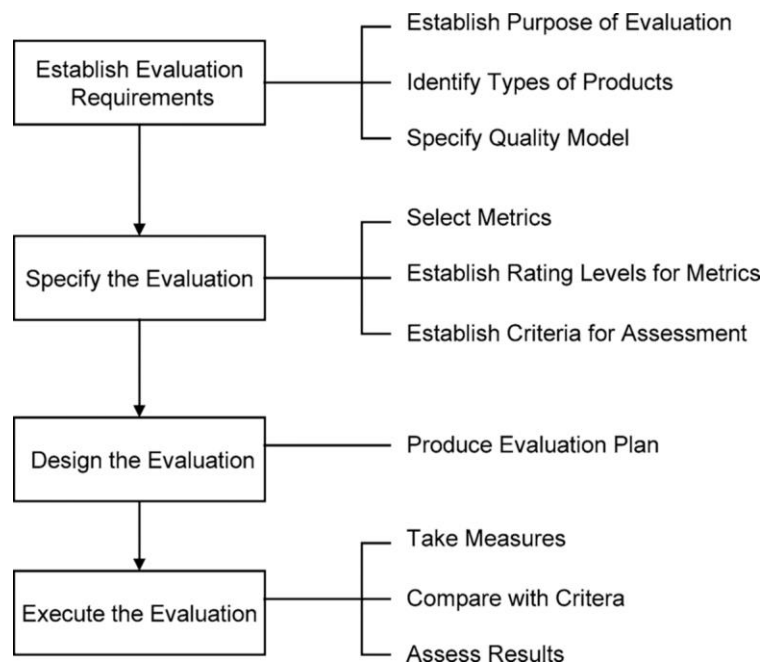 Establish Purpose of Evaluation
Establish Evaluation
Requirements
Identify Types of Products
Specify Quality Model
Select Metrics
Specify the Evaluation
Establish Rating Levels for Metrics
Establish Criteria for Assessment
Design the Evaluation
Produce Evaluation Plan
Take Measures
Execute the Evaluation
Compare with Critera
Assess Results